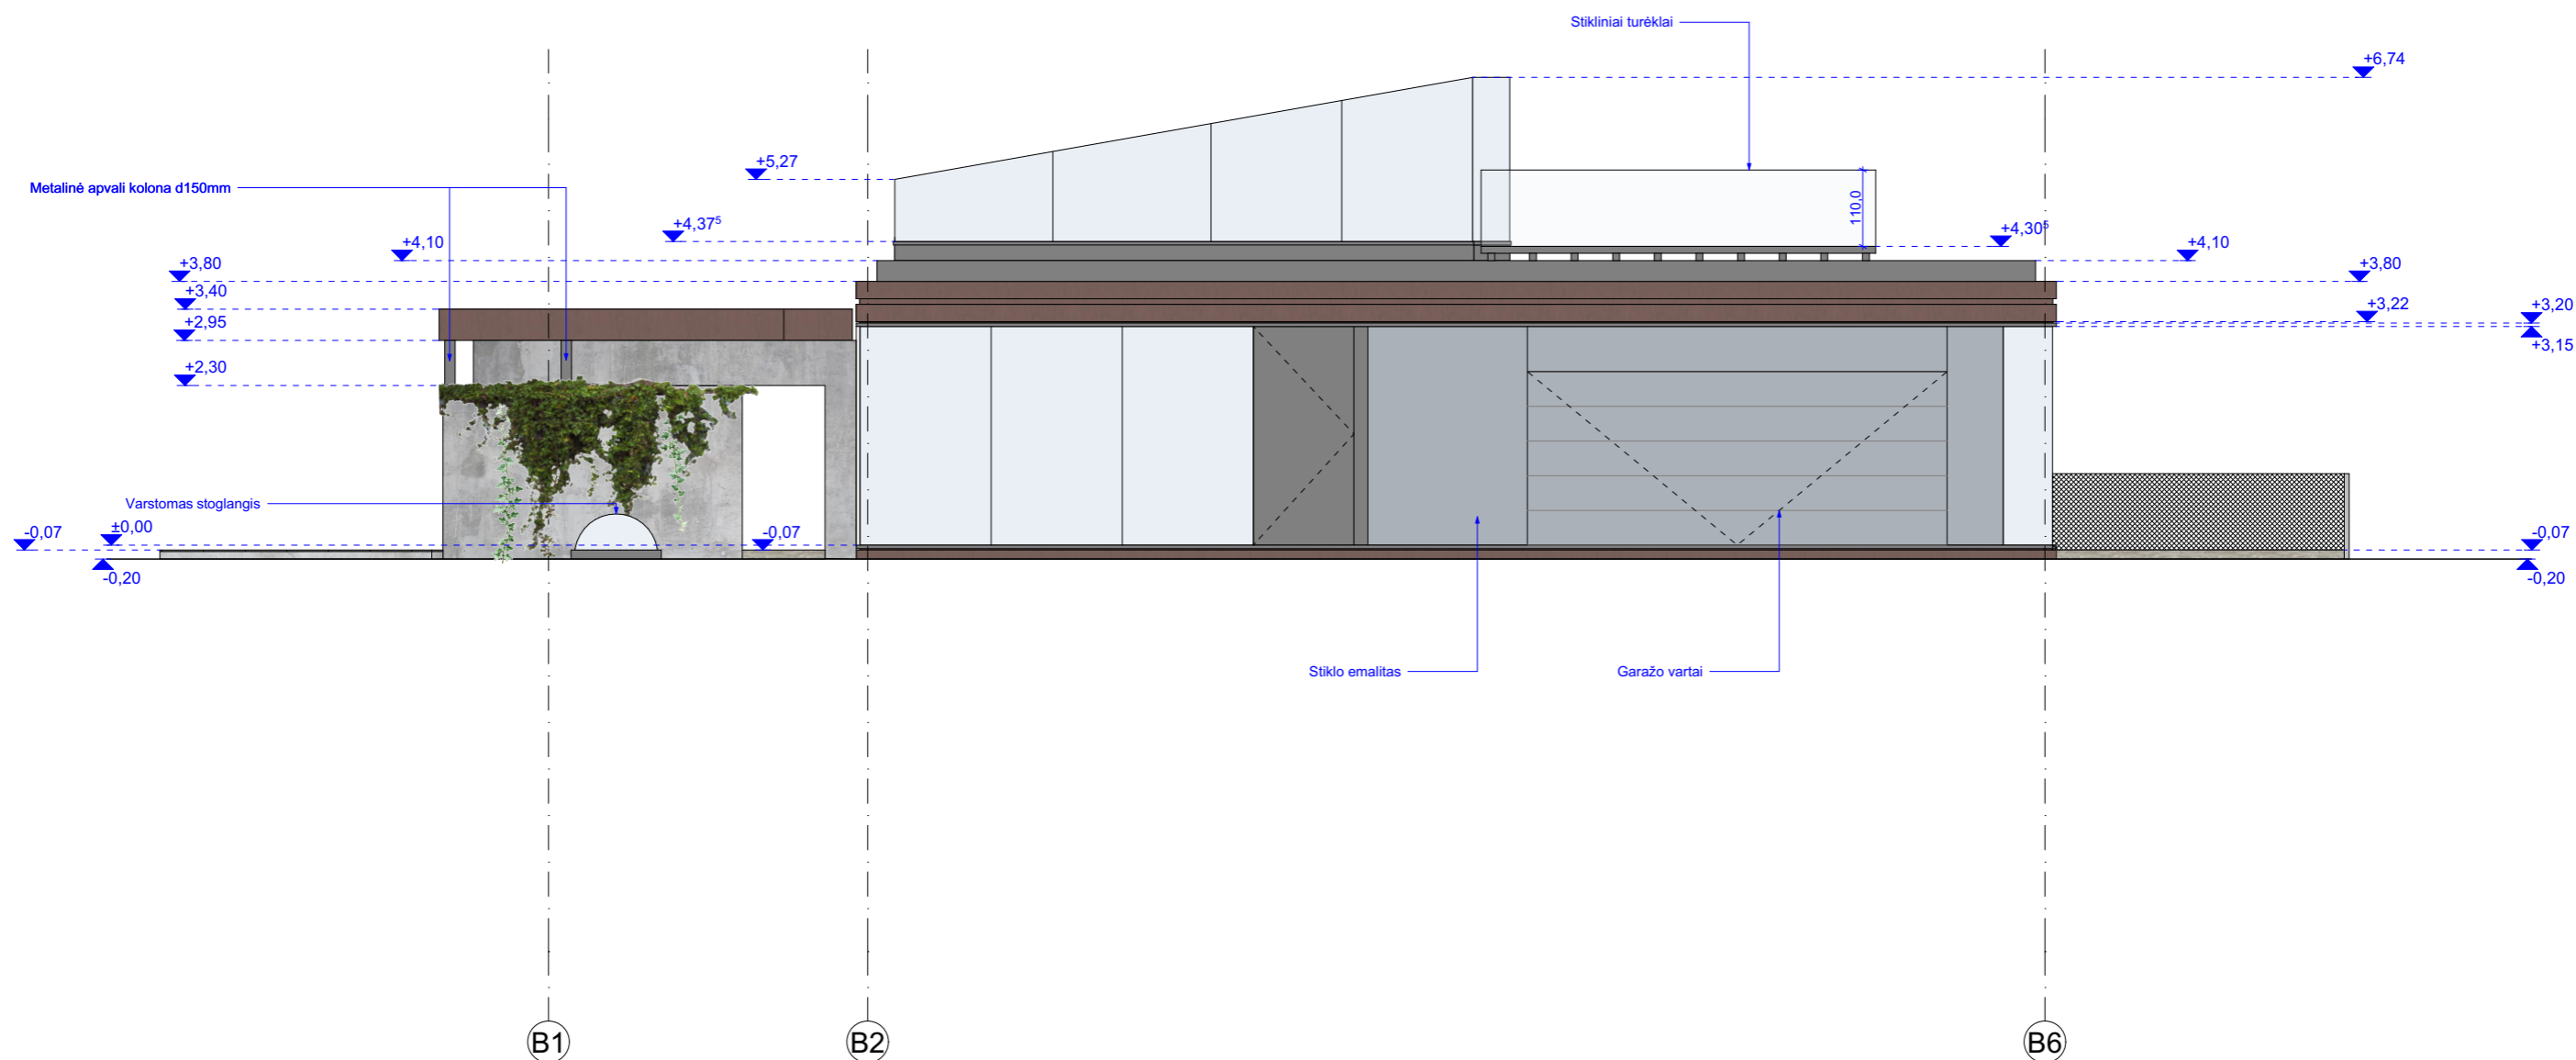 Stikliniai turėklai
+6,74
+5,27
Metalinė apvali kolona d150mm
110,0
+4,37⁵
+4,30⁵
+4,10
+4,10
+3,80
+3,80
+3,40
+3,22
+3,20
+2,95
+3,15
+2,30
Varstomas stoglangis
-0,07
±0,00
-0,07
-0,07
-0,20
-0,20
Stiklo emalitas
Garažo vartai
B1
B2
B6